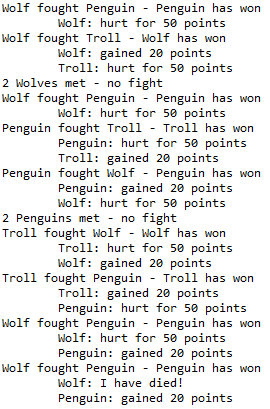 Wolf fought Penguin - Penguin has won
Wolf: hurt for 50 points
Wolf fought Troll - Wolf has won
Wolf: gained 20 points
Troll: hurt for 50 points
2 Wolves met - no fight
Wolf fought Penguin - Penguin has won
Wolf: hurt for 50 points
Penguin fought Troll - Troll has won
Penguin: hurt for 50 points
Troll: gained 20 points
Penguin fought Wolf - Penguin has won
Penguin: gained 20 points
Wolf: hurt for 50 points
2 Penguins met - no fight
Troll fought Wolf - Wolf has won
Troll: hurt for 50 points
Wolf: gained 20 points
Troll fought Penguin - Troll has won
Troll: gained 20 points
Penguin: hurt for 50 points
Wolf fought Penguin - Penguin has won
Wolf: hurt for 50 points
Penguin: gained 20 points
Wolf fought Penguin - Penguin has won
Wolf: I have died!
Penguin: gained 20 points